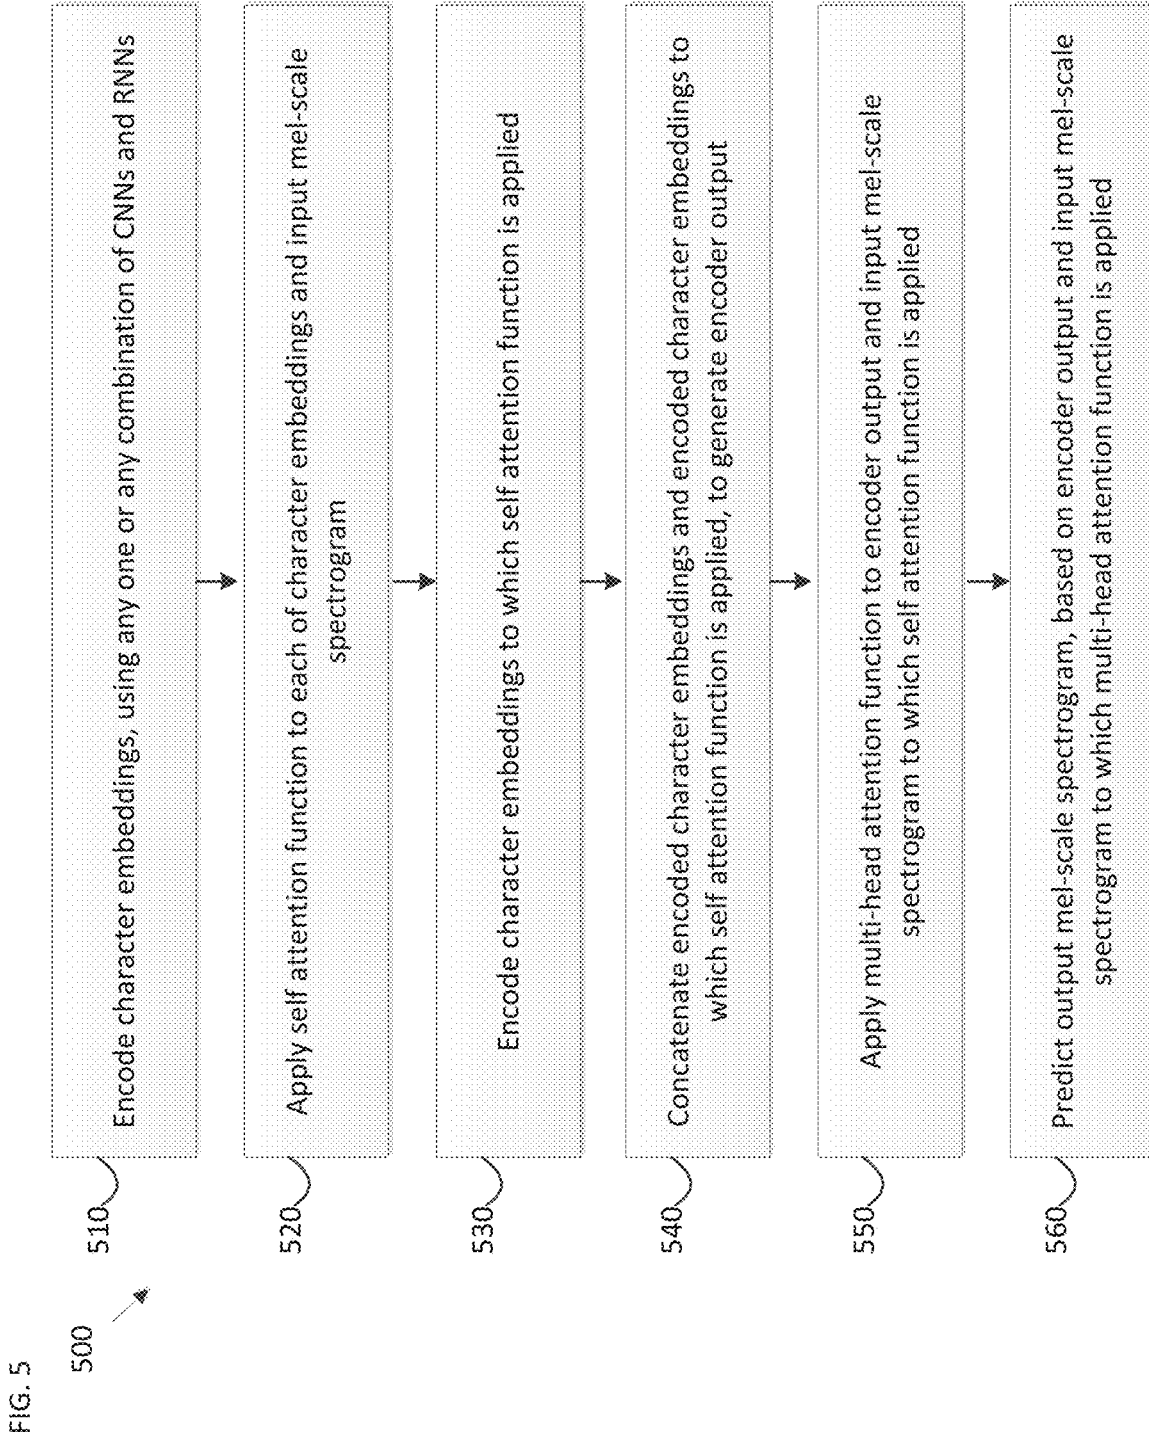 FIG. 5
500
510
Encode character embeddings, using any one or any combination of CNNs and RNNs
520
Apply self attention function to each of character embeddings and input mel-scale
spectrogram
530
Encode character embeddings to which self attention function is applied
540
Concatenate encoded character embeddings and encoded character embeddings to
which self attention function is applied, to generate encoder output
550
Apply multi-head attention function to encoder output and input mel-scale
spectrogram to which self attention function is applied
560
Predict output mel-scale spectrogram, based on encoder output and input mel-scale
spectrogram to which multi-head attention function is applied